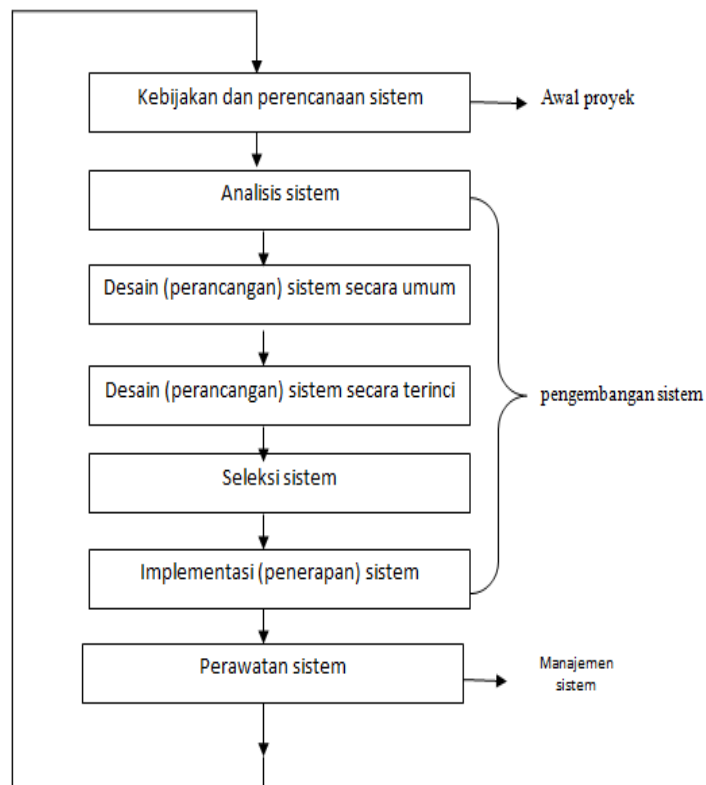 Kebijakan dan perencanaan sistem
Awal proyek
Analisis sistem
Desain (perancangan) sistem secara umum
Desain (perancangan) sistem secara terinci
pengembangan sistem
Seleksi sistem
Implementasi (penerapan) sistem
Perawatan sistem
Manajemen
sistem